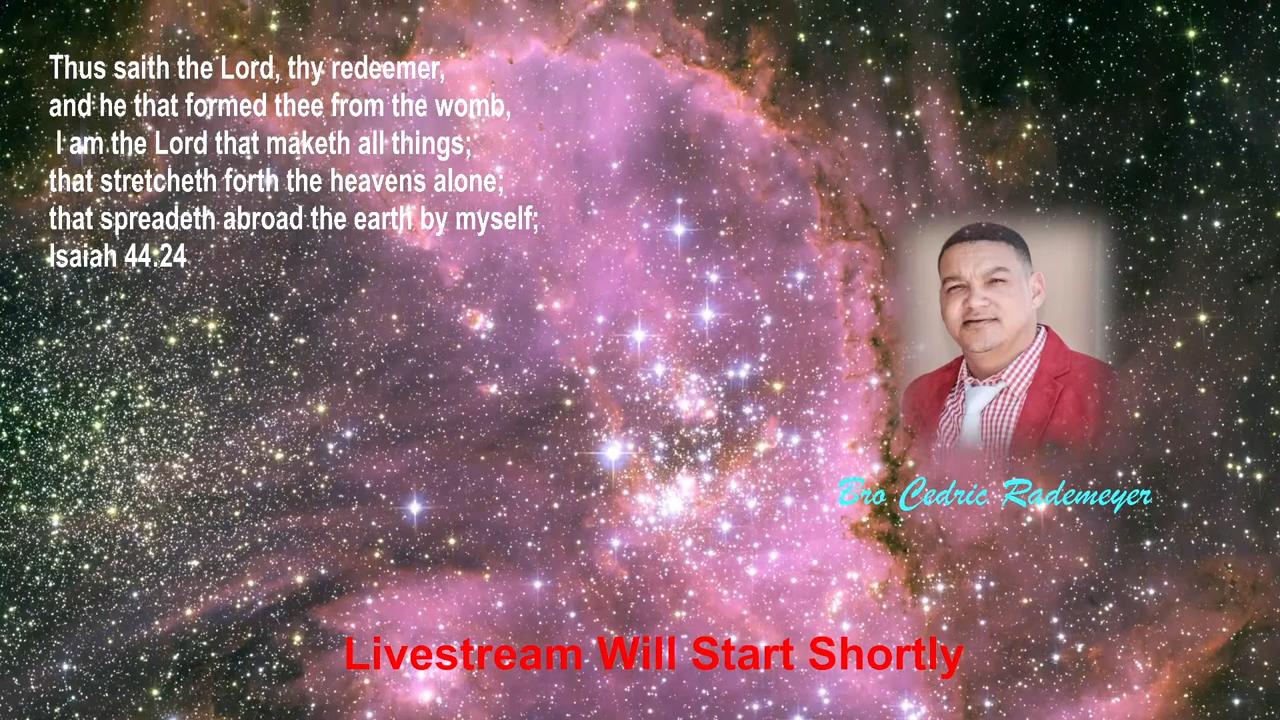 Thus saith the Lord, thy redeemer,
and he that formed thee from the womb,
I am the Lord that maketh all things;
that stretcheth forth the heavens alone;
that spreadeth abroad the earth by myself;
Isaiah 44:24
Bro Cedric Rademeyer
Livestream Will Start Shortly